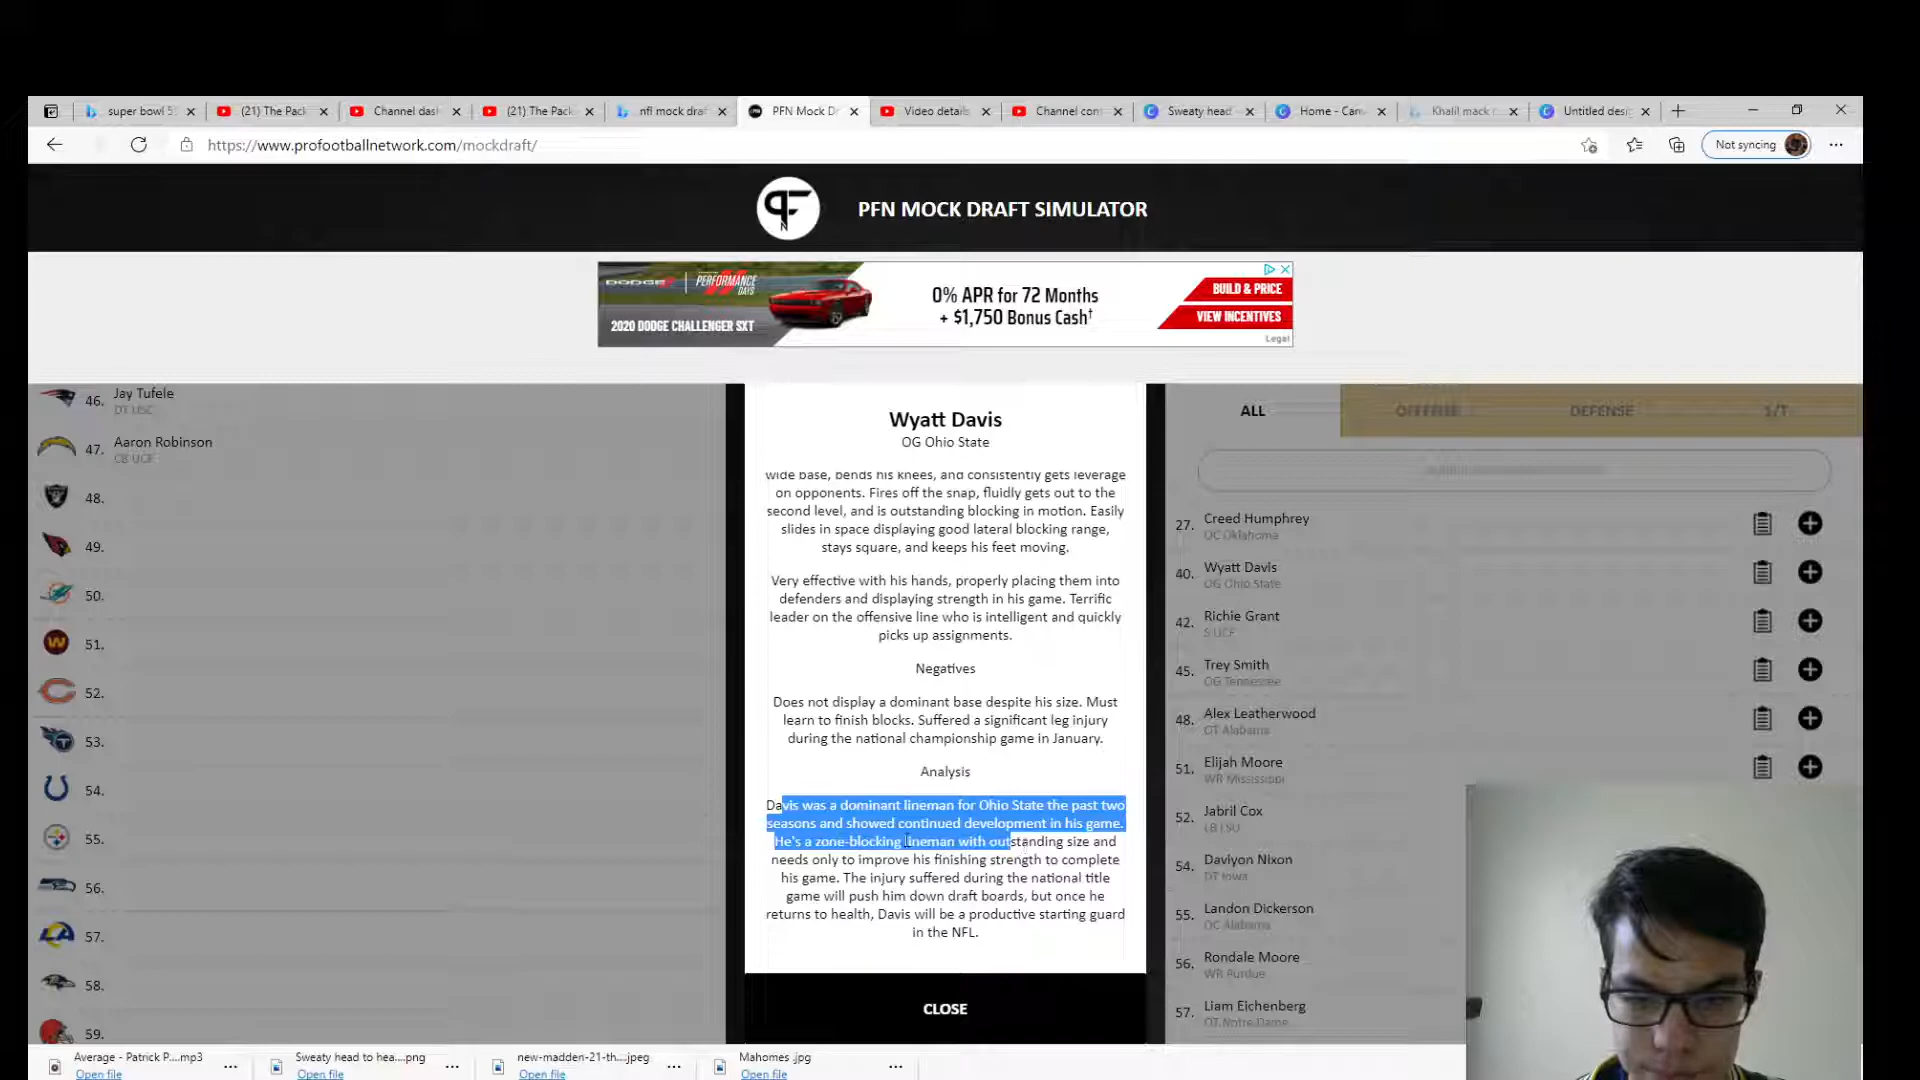 super bowl 5
(21) The Pack
Channel das
(21) The Pack
nfl mock draf
PFN Mock Dr
Video details
Channel con
Sweaty head
Home - Can
Khalil mack
Untitled desi
https://www.profootballnetwork.com/mockdraft/
Not syncing
PFN
PFN MOCK DRAFT SIMULATOR
DODGE
PERFORMANCE
DAYS
2020 DODGE CHALLENGER SXT
0% APR for 72 Months
+ $1,750 Bonus Cash†
BUILD & PRICE
VIEW INCENTIVES
Legal
46. Jay Tufele
DT USC
47. Aaron Robinson
CB UCF
48.
49.
50.
51.
52.
53.
54.
55.
56.
57.
58.
59.
Wyatt Davis
OG Ohio State
wide base, bends his knees, and consistently gets leverage
on opponents. Fires off the snap, fluidly gets out to the
second level, and is outstanding blocking in motion. Easily
slides in space displaying good lateral blocking range,
stays square, and keeps his feet moving.
Very effective with his hands, properly placing them into
defenders and displaying strength in his game. Terrific
leader on the offensive line who is intelligent and quickly
picks up assignments.
Negatives
Does not display a dominant base despite his size. Must
learn to finish blocks. Suffered a significant leg injury
during the national championship game in January.
Analysis
Davis was a dominant lineman for Ohio State the past two
seasons and showed continued development in his game.
He's a zone-blocking lineman with outstanding size and
needs only to improve his finishing strength to complete
his game. The injury suffered during the national title
game will push him down draft boards, but once he
returns to health, Davis will be a productive starting guard
in the NFL.
CLOSE
ALL
OFFENSE
DEFENSE
S/T
27. Creed Humphrey
OC Oklahoma
40. Wyatt Davis
OG Ohio State
42. Richie Grant
S UCF
45. Trey Smith
OG Tennessee
48. Alex Leatherwood
OT Alabama
51. Elijah Moore
WR Mississippi
52. Jabril Cox
LB LSU
54. Daviyon Nixon
DT Iowa
55. Landon Dickerson
OC Alabama
56. Rondale Moore
WR Purdue
57. Liam Eichenberg
OT Notre Dame
Average - Patrick P....mp3
Open file
Sweaty head to hea....png
Open file
new-madden-21-th....jpeg
Open file
Mahomes .jpg
Open file